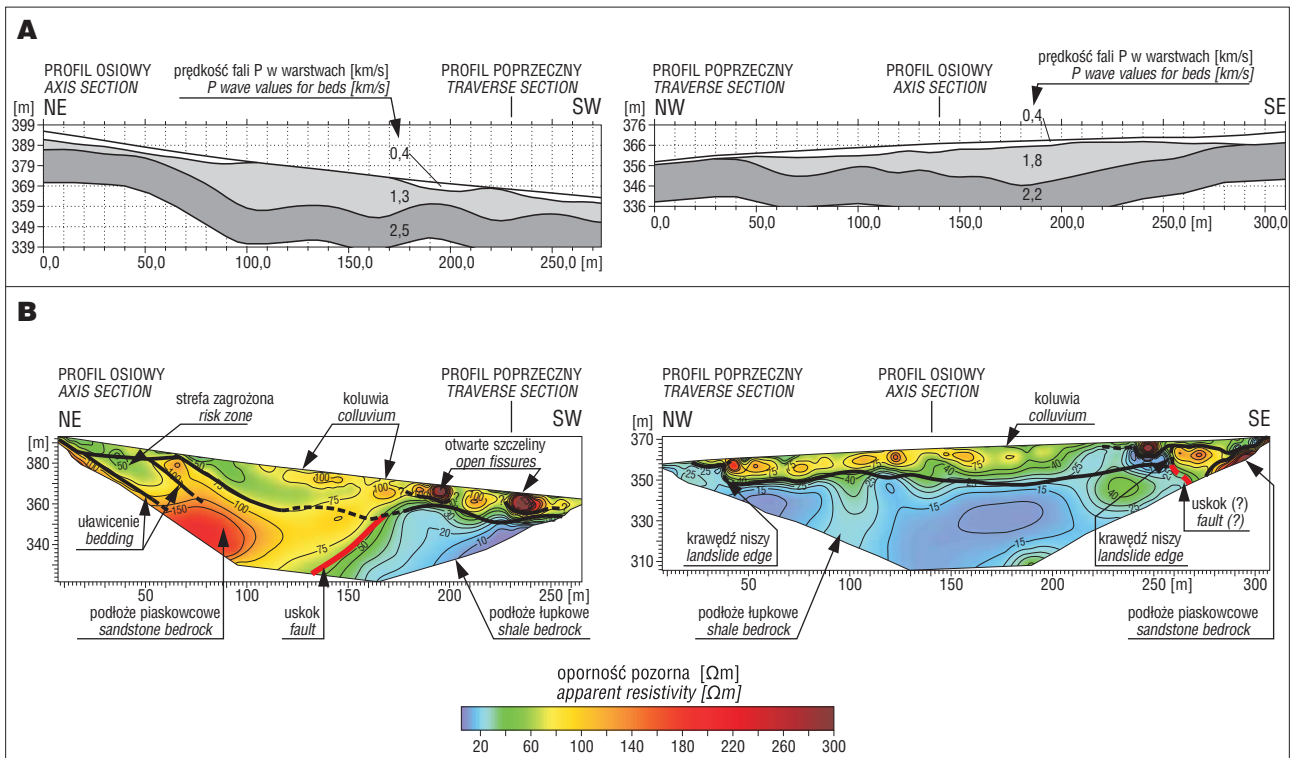 A
PROFIL OSIOWY
AXIS SECTION
prędkość fali P w warstwach [km/s]
P wave values for beds [km/s]
PROFIL POPRZECZNY
TRAVERSE SECTION
[m]
NE
SW
399
389
379
369
359
349
339
0,4
1,3
2,5
0,0
50,0
100,0
150,0
200,0
250,0 [m]
PROFIL POPRZECZNY
TRAVERSE SECTION
PROFIL OSIOWY
AXIS SECTION
prędkość fali P w warstwach [km/s]
P wave values for beds [km/s]
[m]
NW
SE
376
366
356
346
336
0,4
1,8
2,2
0,0
50,0
100,0
150,0
200,0
250,0
310,0
[m]
B
PROFIL OSIOWY
AXIS SECTION
NE
strefa zagrożona
risk zone
koluwia
colluvium
PROFIL POPRZECZNY
TRAVERSE SECTION
SW
otwarte szczeliny
open fissures
[m]
380
360
340
uławicenie
bedding
50
100
150
200
250 [m]
podłoże piaskowcowe
sandstone bedrock
uskok
fault
podłoże łupkowe
shale bedrock
PROFIL POPRZECZNY
TRAVERSE SECTION
NW
PROFIL OSIOWY
AXIS SECTION
koluwia
colluvium
SE
[m]
370
350
330
310
krawędź niszy
landslide edge
krawędź niszy
landslide edge
uskok (?)
fault (?)
50
100
150
200
250
[m] 300
podłoże łupkowe
shale bedrock
podłoże piaskowcowe
sandstone bedrock
oporność pozorna [Ωm]
apparent resistivity [Ωm]
20 60 100 140 180 220 260 300